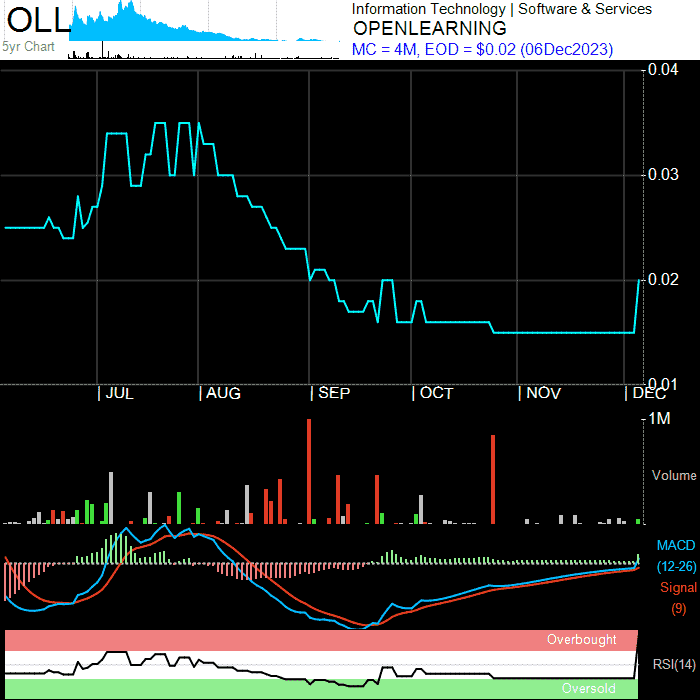 OLL
5yr Chart
Information Technology | Software & Services
OPENLEARNING
MC = 4M, EOD = $0.02 (06Dec2023)
0.04
0.03
0.02
0.01
| JUL | AUG | SEP | OCT | NOV | DEC
1M
Volume
MACD
(12-26)
Signal
(9)
Overbought
RSI(14)
Oversold